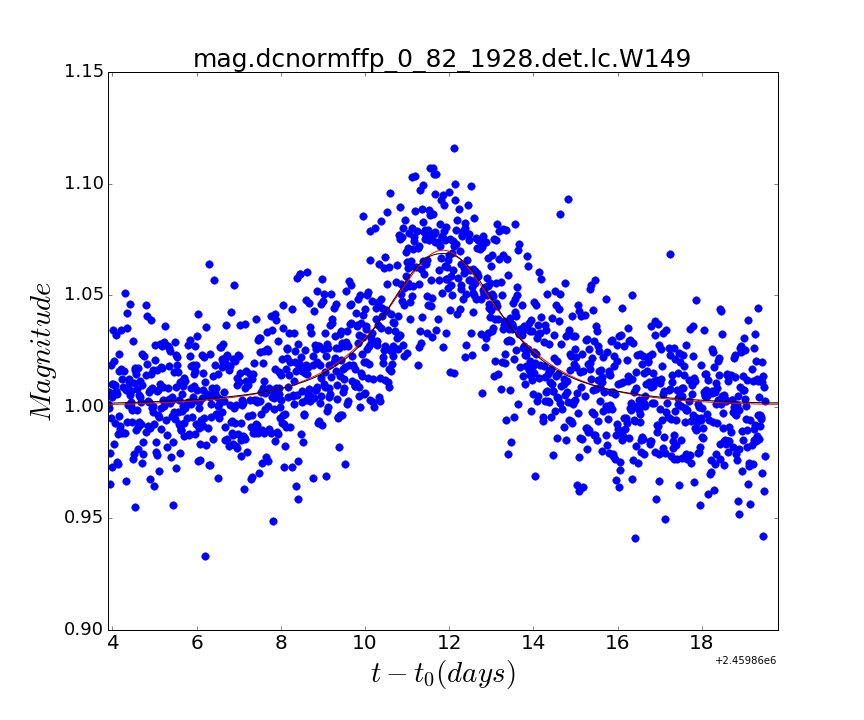 mag.dcnormffp_0_82_1928.det.lc.W149
1.15
1.10
1.05
1.00
0.95
0.90
Magnitude
4 6 8 10 12 14 16 18
+2.45986e6
t − t₀(days)